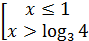 x ≤ 1
x > log₃ 4